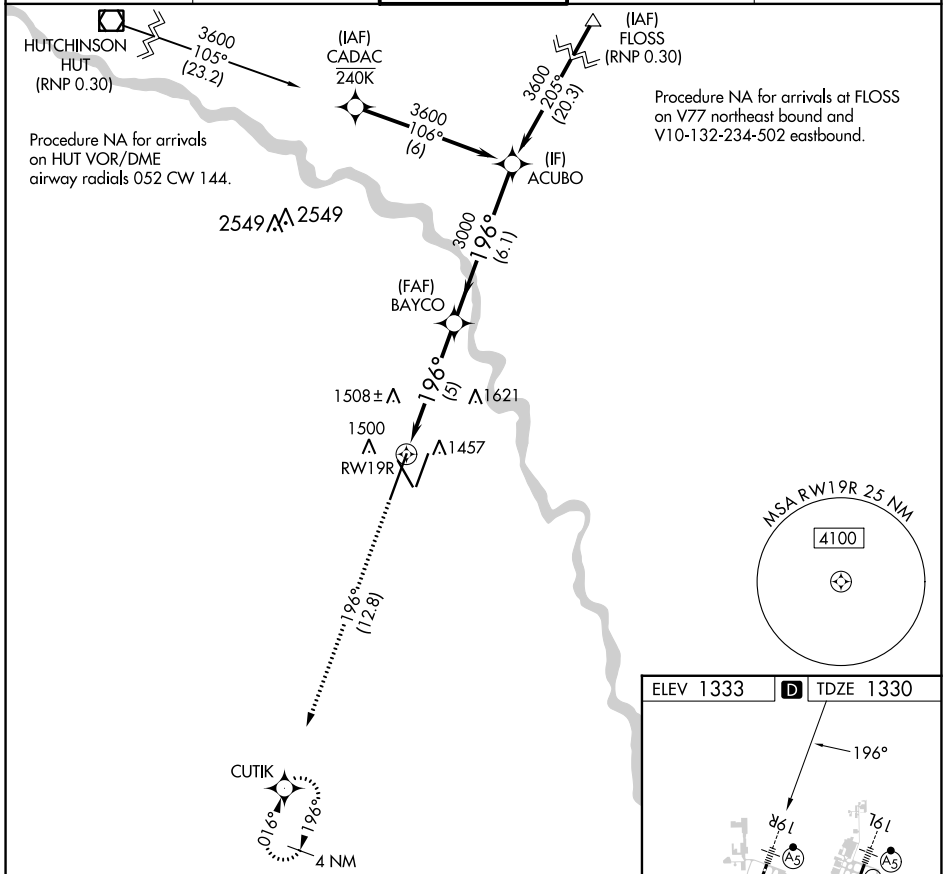 HUTCHINSON
HUT
(RNP 0.30)
3600
105°
(23.2)
(IAF)
CADAC
240K
3600
106°
(6)
(IAF)
FLOSS
(RNP 0.30)
3600
205°
(20.3)
Procedure NA for arrivals at FLOSS
on V77 northeast bound and
V10-132-234-502 eastbound.
Procedure NA for arrivals
on HUT VOR/DME
airway radials 052 CW 144.
(IF)
ACUBO
2549 2549
3000
196°
(6.1)
(FAF)
BAYCO
196°
(5)
1508± 1621
1500
1457
RW19R
MSA RW19R 25 NM
4100
196°
(12.8)
CUTIK
016°
196°
4 NM
ELEV 1333 D TDZE 1330
196°
19R
19L
A5
A5